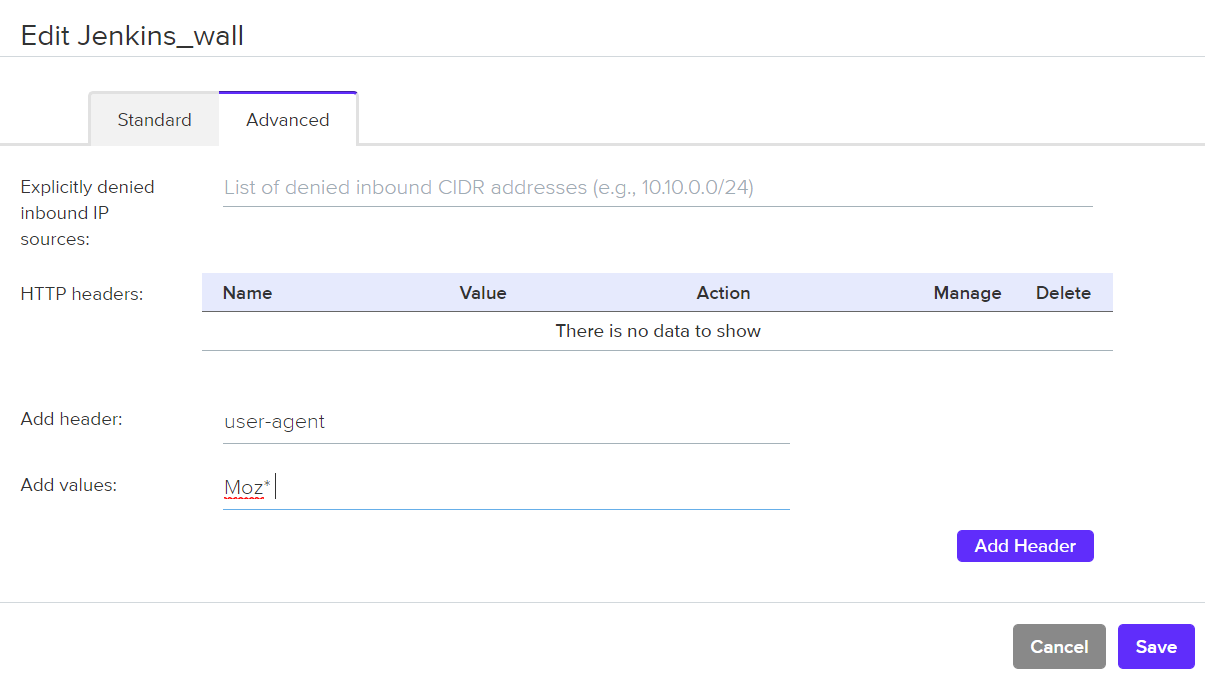 Edit Jenkins_wall
Standard
Advanced
Explicitly denied
inbound IP
sources:
List of denied inbound CIDR addresses (e.g., 10.10.0.0/24)
HTTP headers:
Name Value Action Manage Delete
There is no data to show
Add header:
user-agent
Add values:
Moz*
Add Header
Cancel
Save